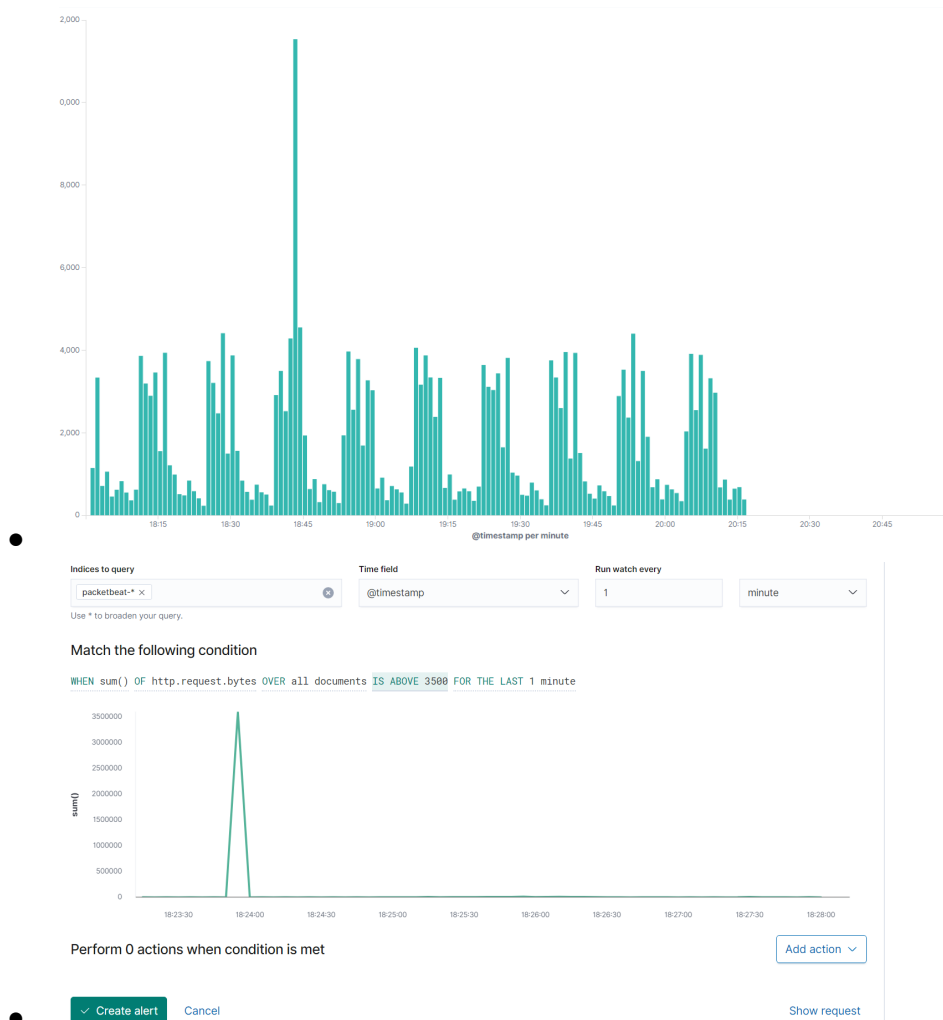 2,000
0,000
8,000
6,000
4,000
2,000
0
18:15 18:30 18:45 19:00 19:15 19:30 19:45 20:00 20:15 20:30 20:45
@timestamp per minute
Indices to query Time field Run watch every
packetbeat-* @timestamp 1 minute
Use * to broaden your query.
Match the following condition
WHEN sum() OF http.request.bytes OVER all documents IS ABOVE 3500 FOR THE LAST 1 minute
3500000
3000000
2500000
2000000
1500000
1000000
500000
0
sum()
18:23:30 18:24:00 18:24:30 18:25:00 18:25:30 18:26:00 18:26:30 18:27:00 18:27:30 18:28:00
Perform 0 actions when condition is met Add action
Create alert Cancel Show request